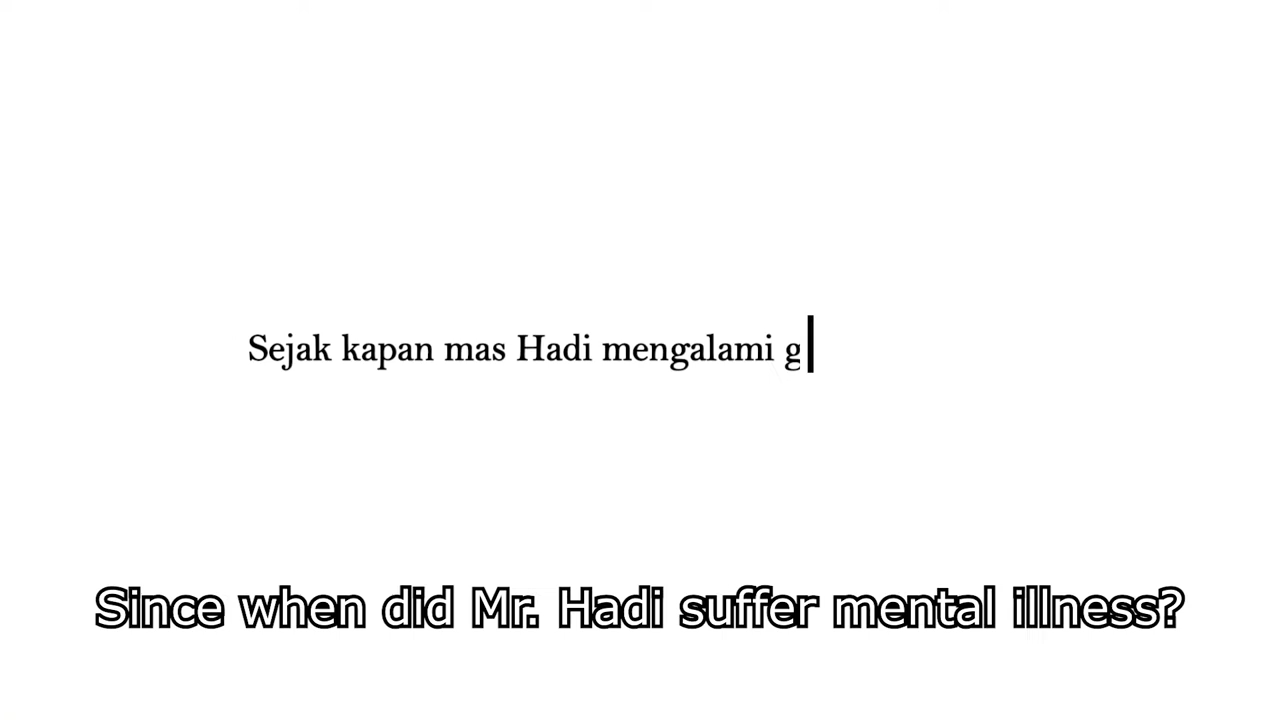 Sejak kapan mas Hadi mengalami g
Since when did Mr. Hadi suffer mental illness?